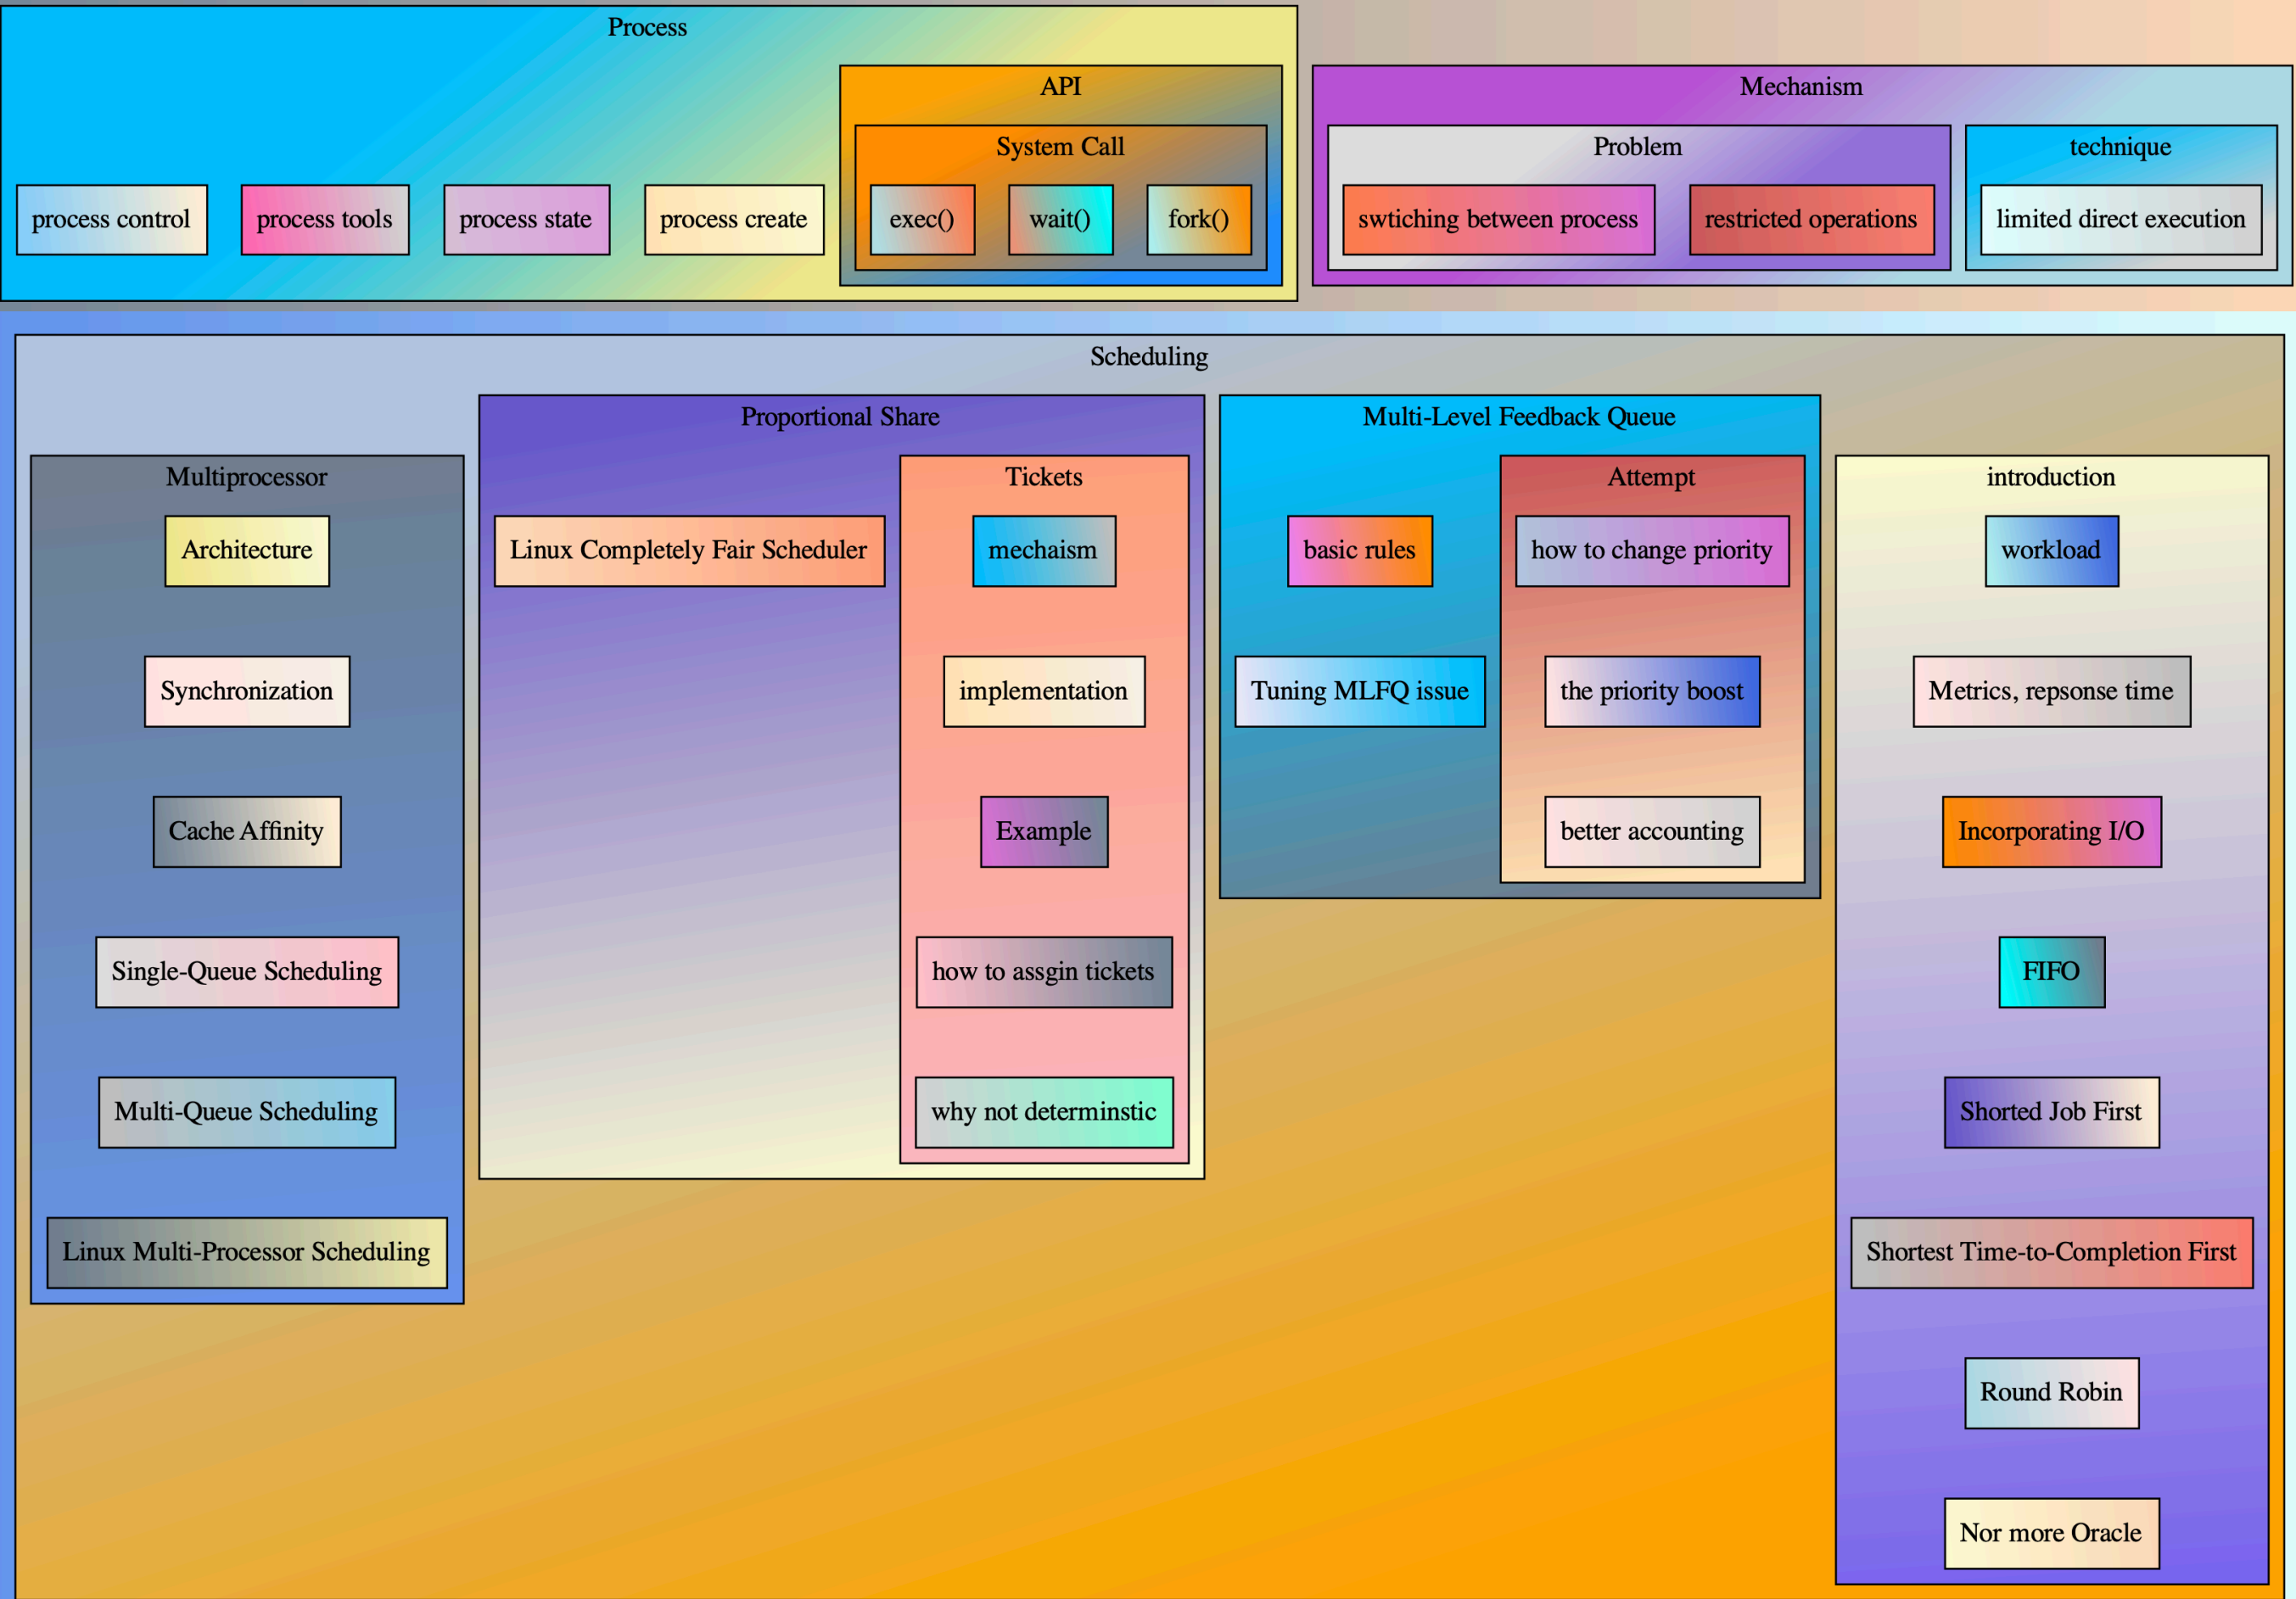 Process
API
System Call
process control
process tools
process state
process create
exec()
wait()
fork()
Mechanism
Problem
swtiching between process
restricted operations
technique
limited direct execution
Scheduling
Multiprocessor
Architecture
Synchronization
Cache Affinity
Single-Queue Scheduling
Multi-Queue Scheduling
Linux Multi-Processor Scheduling
Proportional Share
Linux Completely Fair Scheduler
Tickets
mechaism
implementation
Example
how to assgin tickets
why not determinstic
Multi-Level Feedback Queue
basic rules
Tuning MLFQ issue
Attempt
how to change priority
the priority boost
better accounting
introduction
workload
Metrics, repsonse time
Incorporating I/O
FIFO
Shorted Job First
Shortest Time-to-Completion First
Round Robin
Nor more Oracle